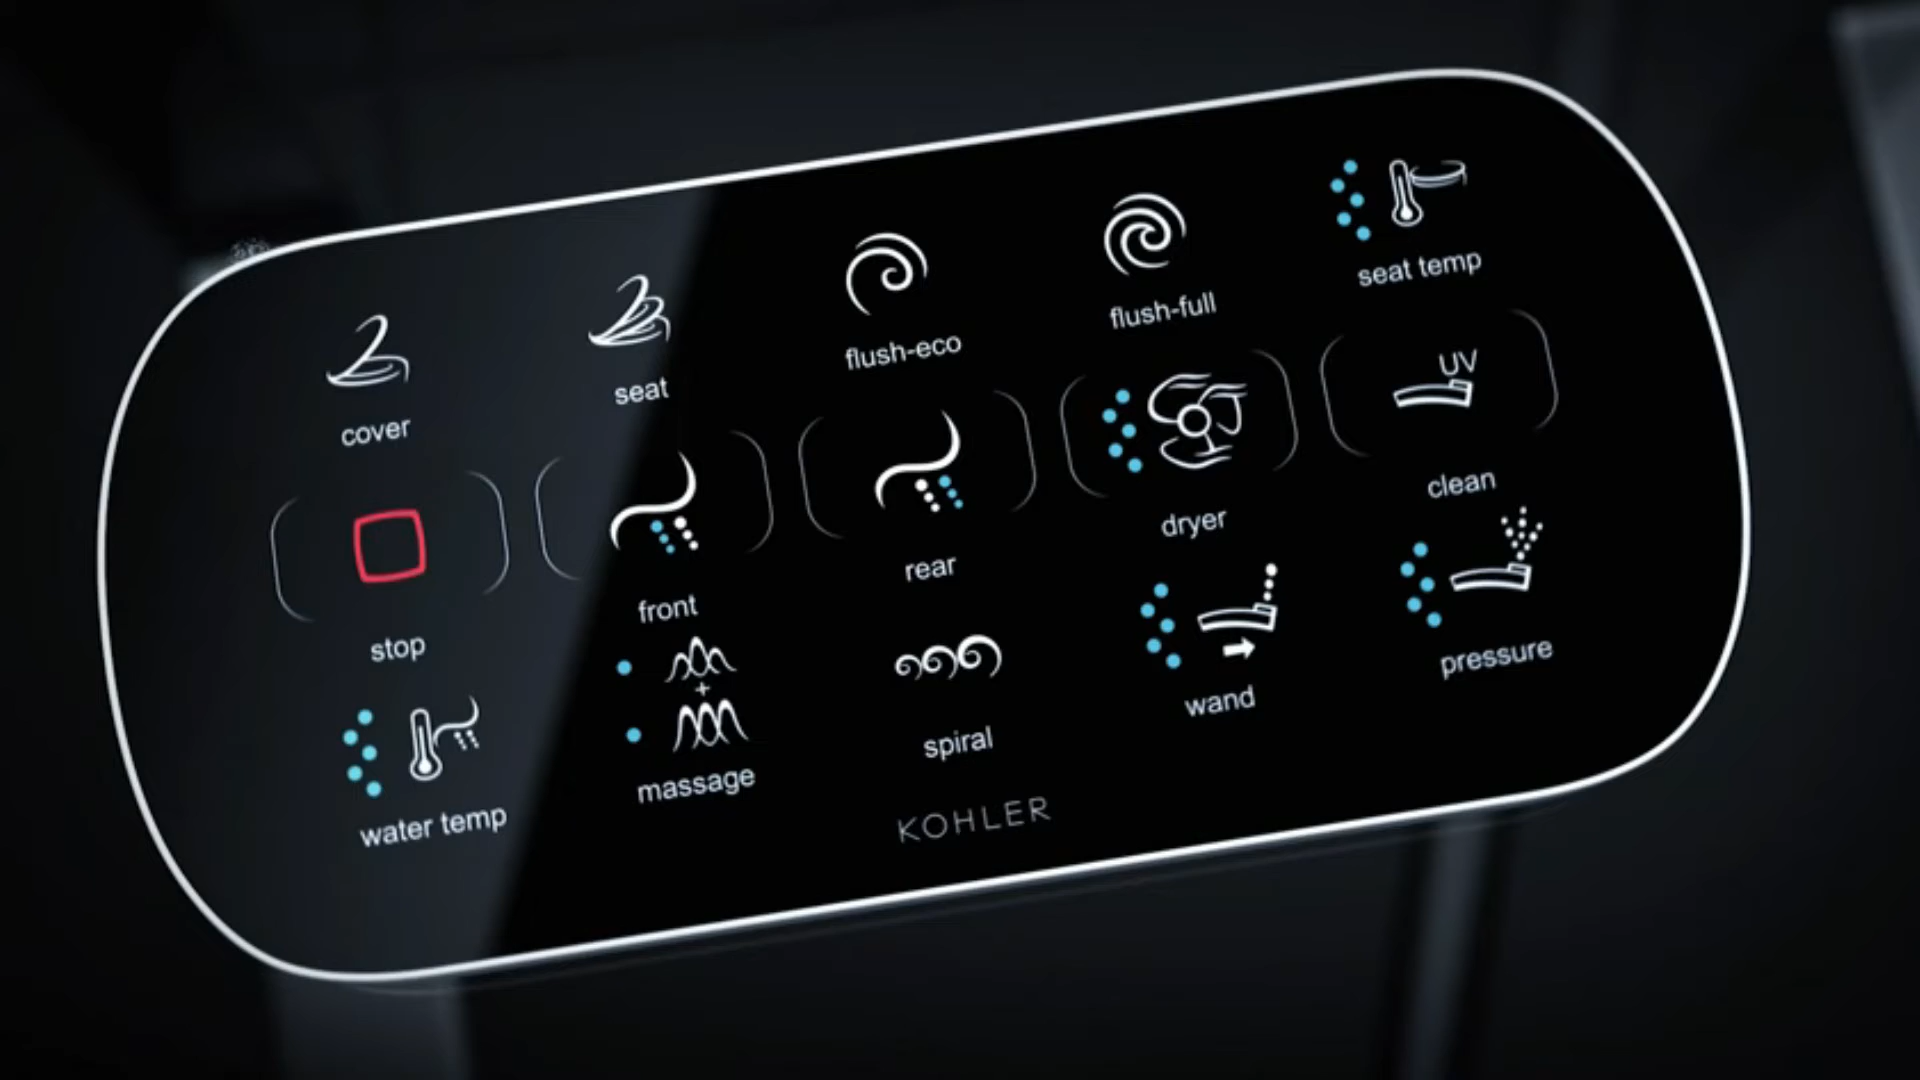 cover
seat
flush-eco
flush-full
seat temp
stop
front
rear
dryer
UV
clean
water temp
+
massage
spiral
wand
pressure
KOHLER